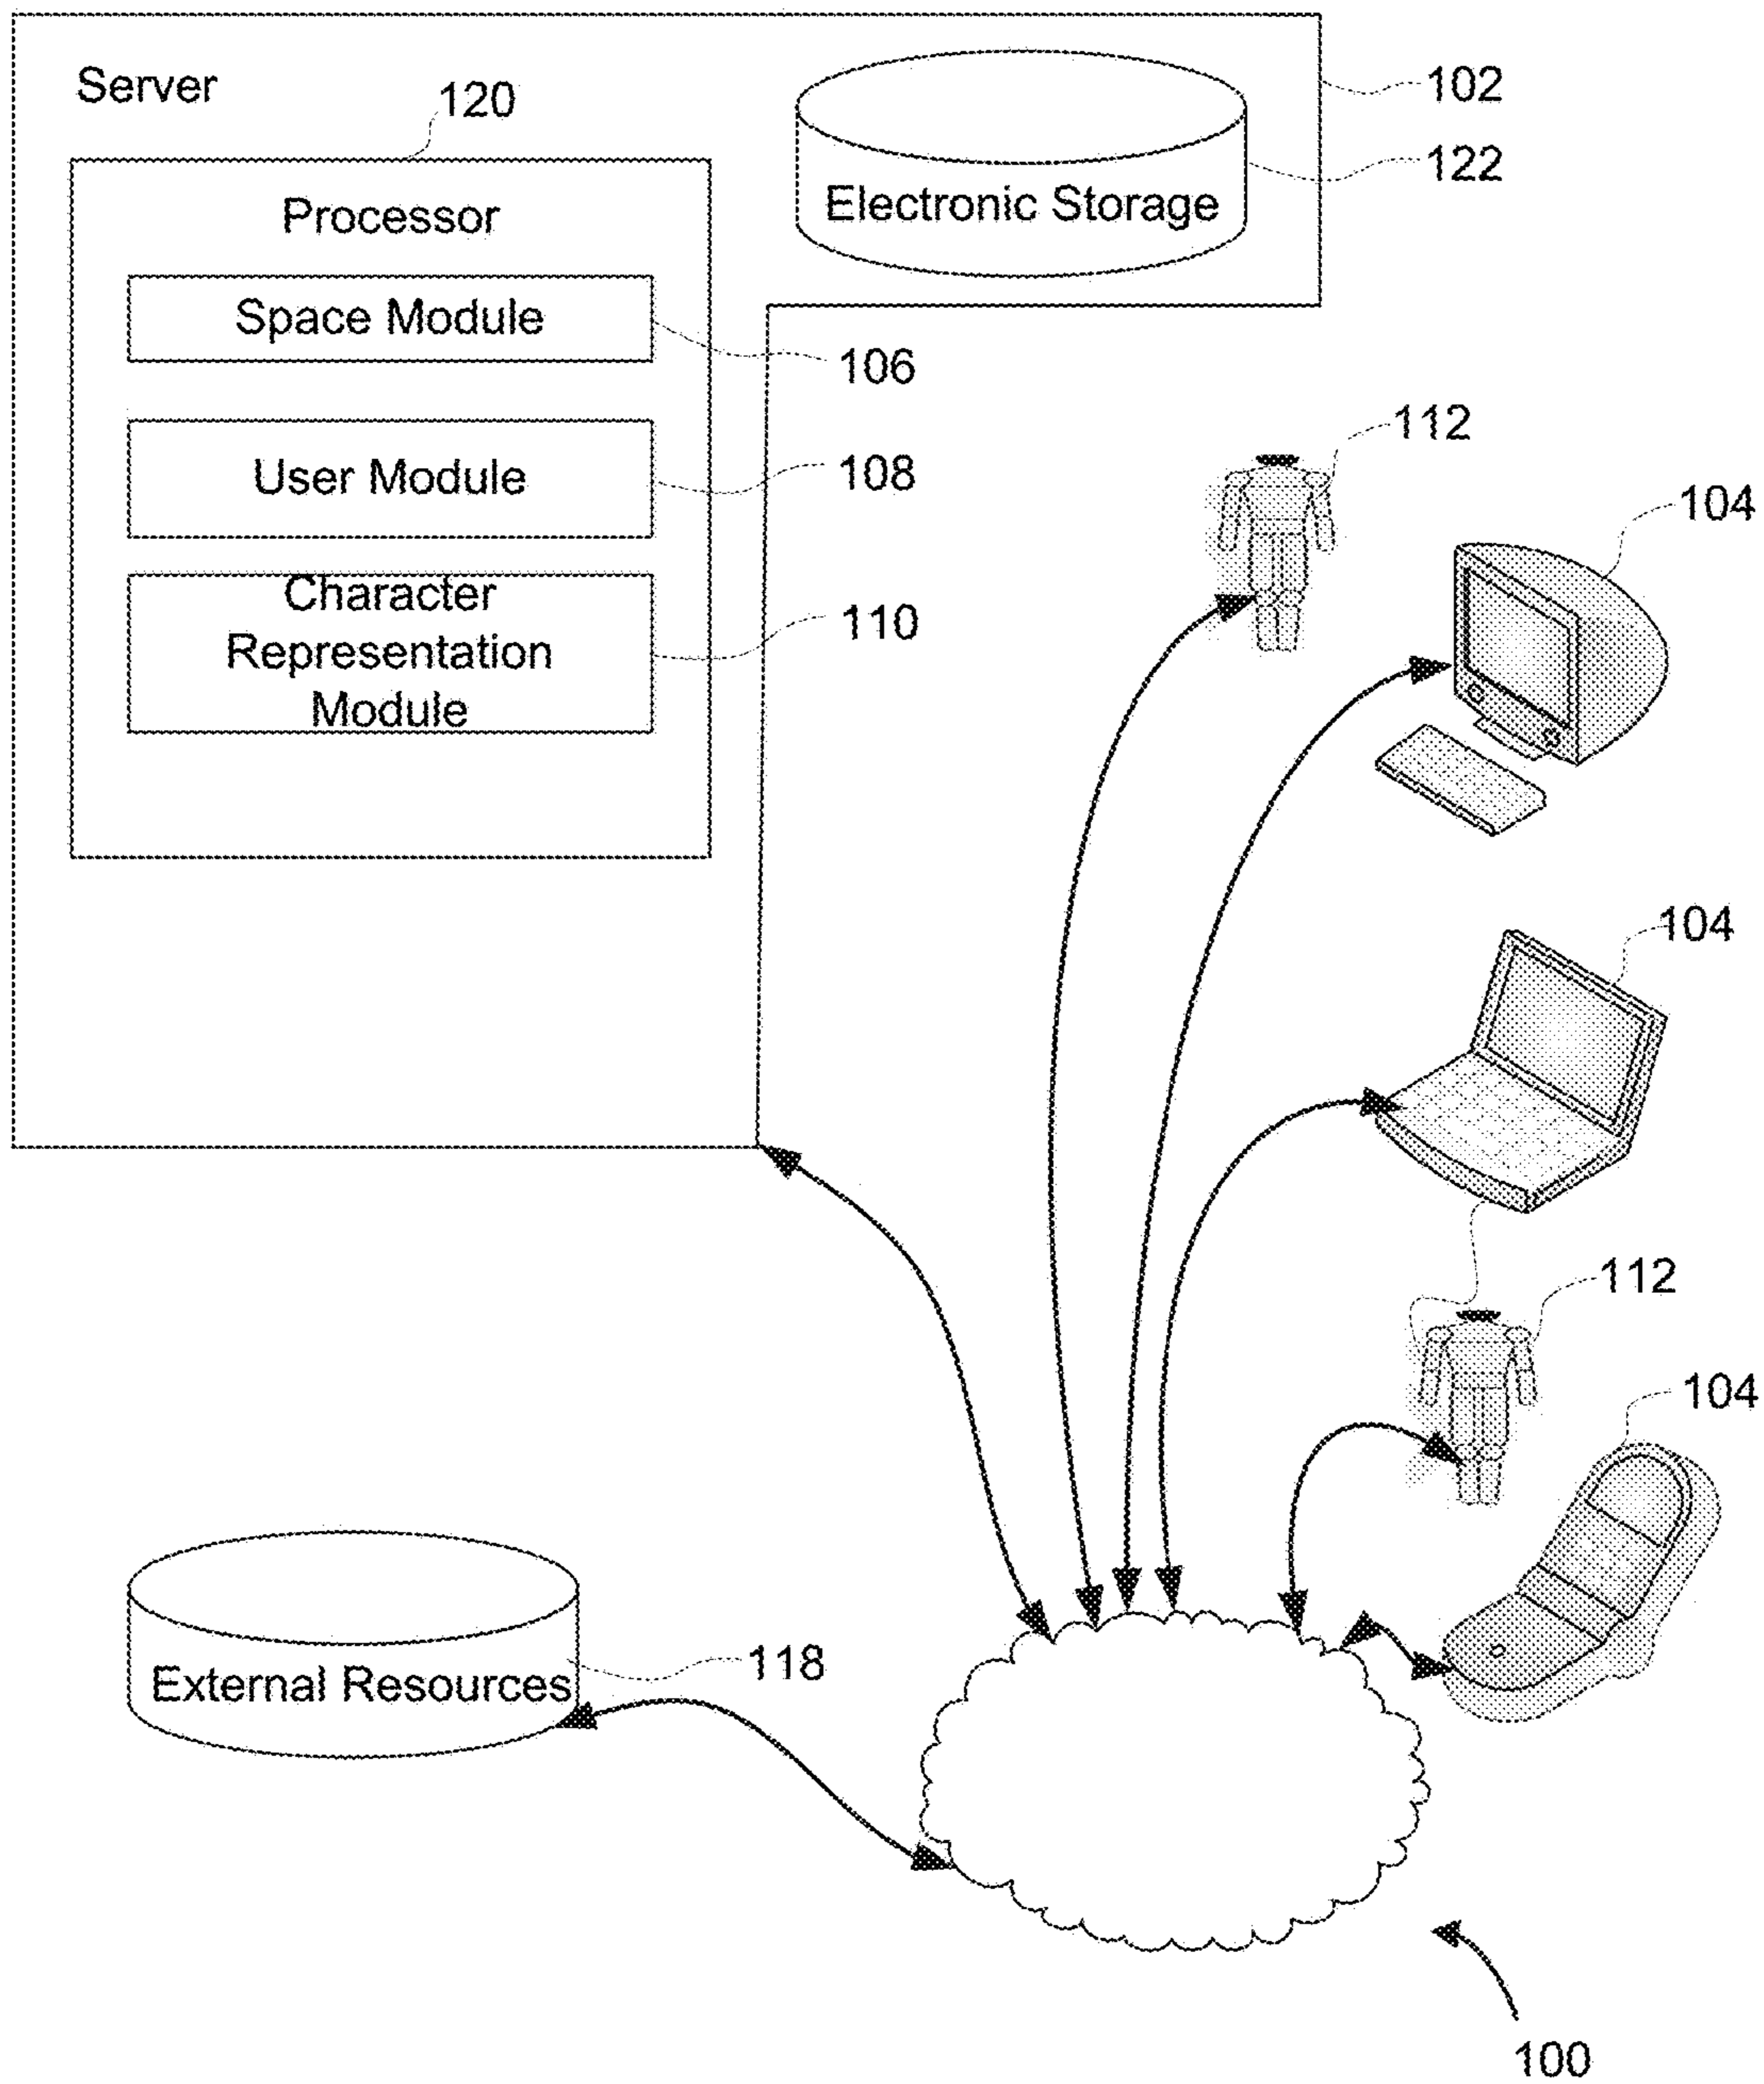 Server
120
102
122
Processor
Electronic Storage
Space Module
106
User Module
108
Character
Representation
Module
110
112
104
104
112
104
External Resources
118
100